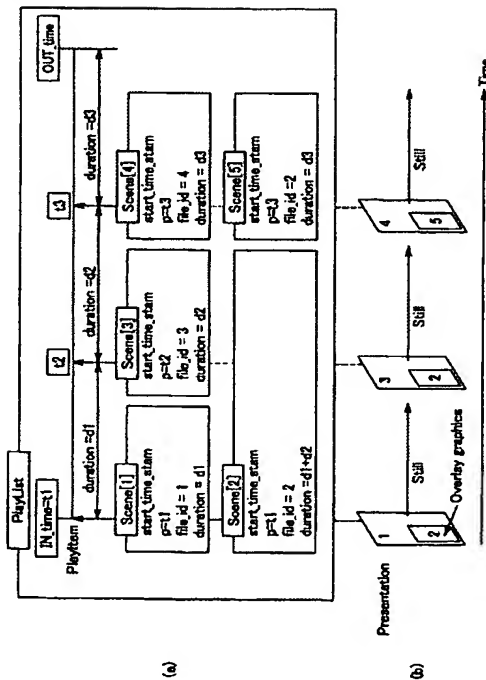 PlayList
IN_time=t1
t2
t3
OUT_time
PlayItem
duration =d1
duration =d2
duration =d3
(a)
Scene[1]
start_time_stam
p=t1
file_id = 1
duration = d1
Scene[3]
start_time_stam
p=t2
file_id = 3
duration = d2
Scene[4]
start_time_stam
p=t3
file_id = 4
duration = d3
Scene[2]
start_time_stam
p=t1
file_id = 2
duration =d1+d2
Scene[5]
start_time_stam
p=t3
file_id =2
duration = d3
(b)
Presentation
1
2
Still
3
2
Still
4
5
Still
Overlay graphics
Time